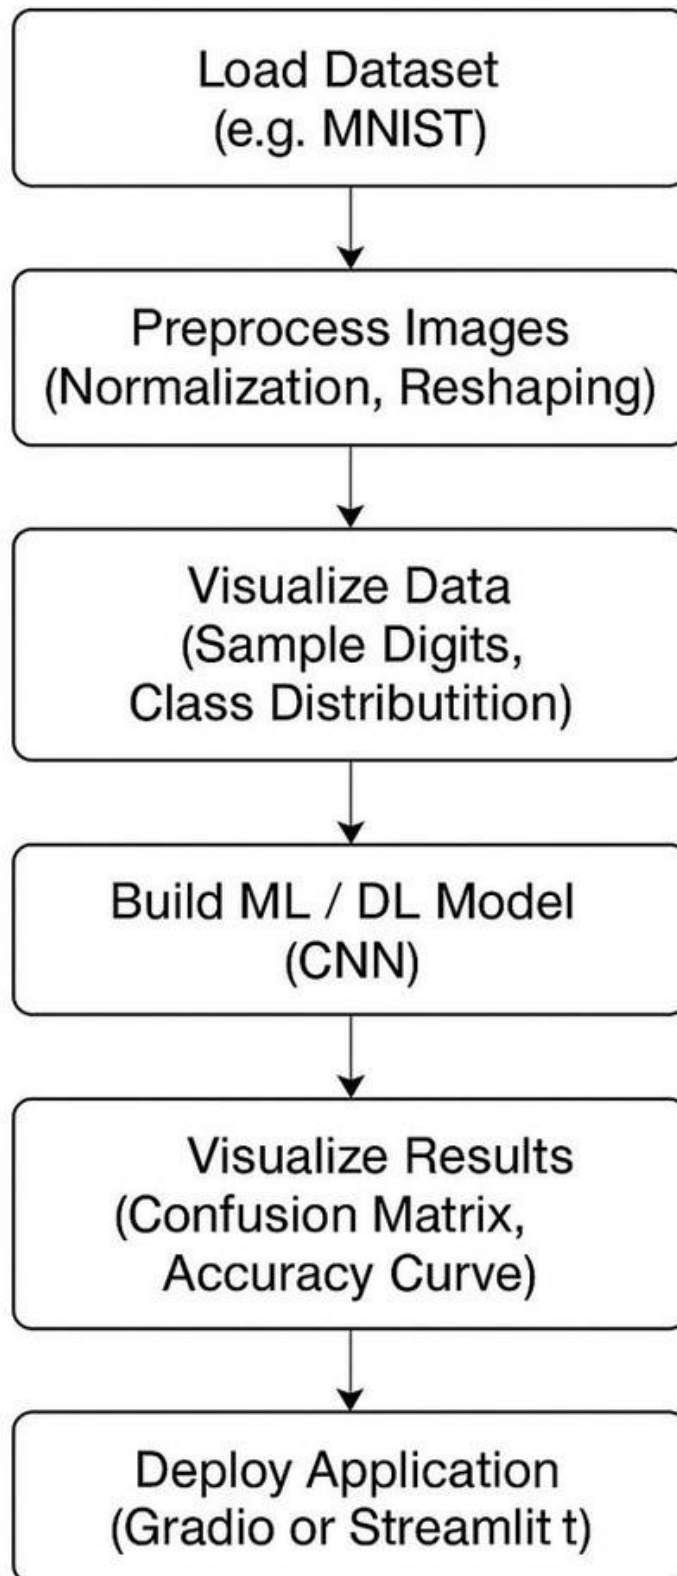 Load Dataset
(e.g. MNIST)
Preprocess Images
(Normalization, Reshaping)
Visualize Data
(Sample Digits,
Class Distributition)
Build ML / DL Model
(CNN)
Visualize Results
(Confusion Matrix,
Accuracy Curve)
Deploy Application
(Gradio or Streamlit t)